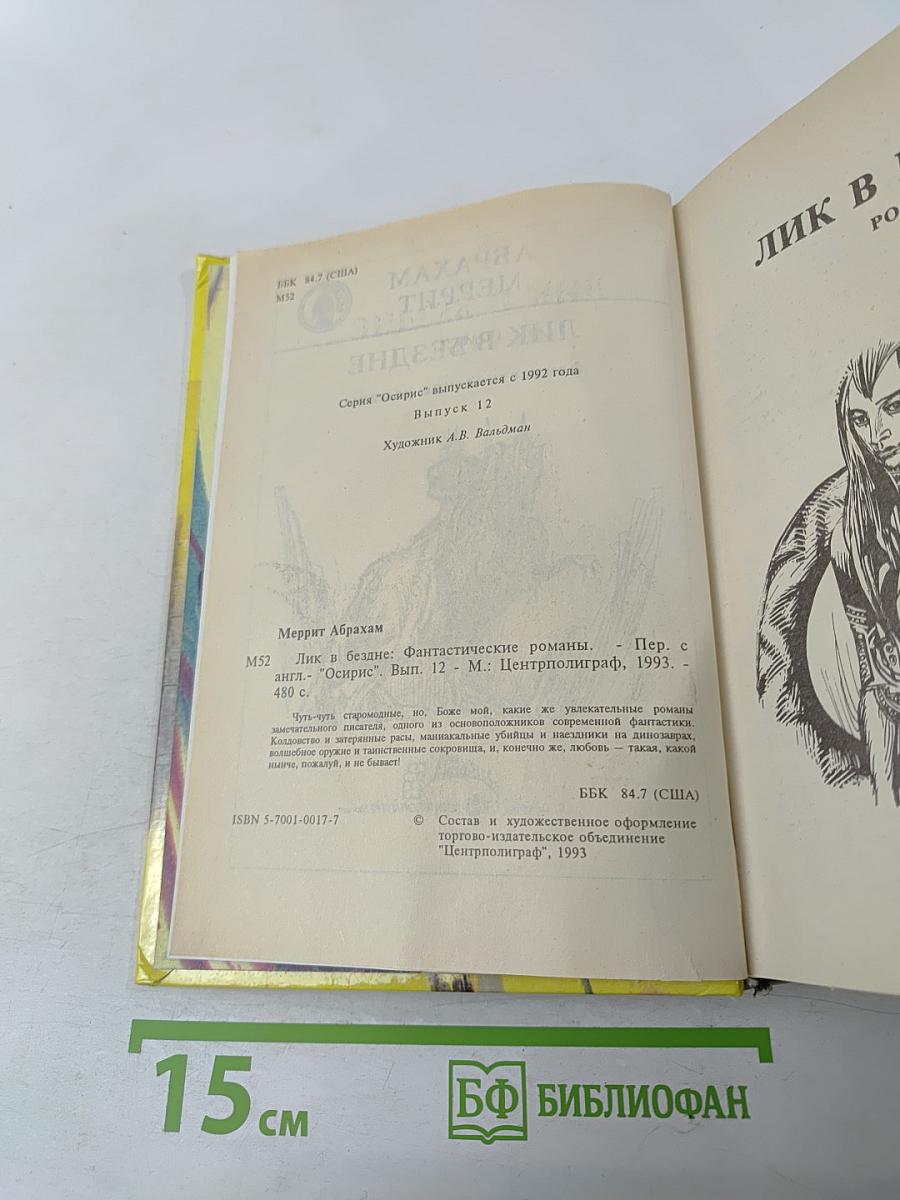 ББК 84.7 (США)
М52
Серия "Осирис" выпускается с 1992 года
Выпуск 12
Художник А.В. Вальдман
Меррит Абрахам
М52 Лик в бездне: Фантастические романы. - Пер. с
англ.- "Осирис". Вып. 12 - М.: Центрполиграф, 1993. -
480 с.
Чуть-чуть старомодные, но, Боже мой, какие же увлекательные романы
замечательного писателя, одного из основоположников современной фантастики.
Колдовство и затерянные расы, маниакальные убийцы и наездники на динозаврах,
волшебное оружие и таинственные сокровища, и, конечно же, любовь — такая, какой
нынче, пожалуй, и не бывает!
ББК 84.7 (США)
ISBN 5-7001-0017-7 © Состав и художественное оформление
торгово-издательское объединение
"Центрполиграф", 1993
ЛИК В
АБРАХАМ
МЕРРИТ
ЛИК В БЕЗДНЕ
15 см
БФ БИБЛИОФАН